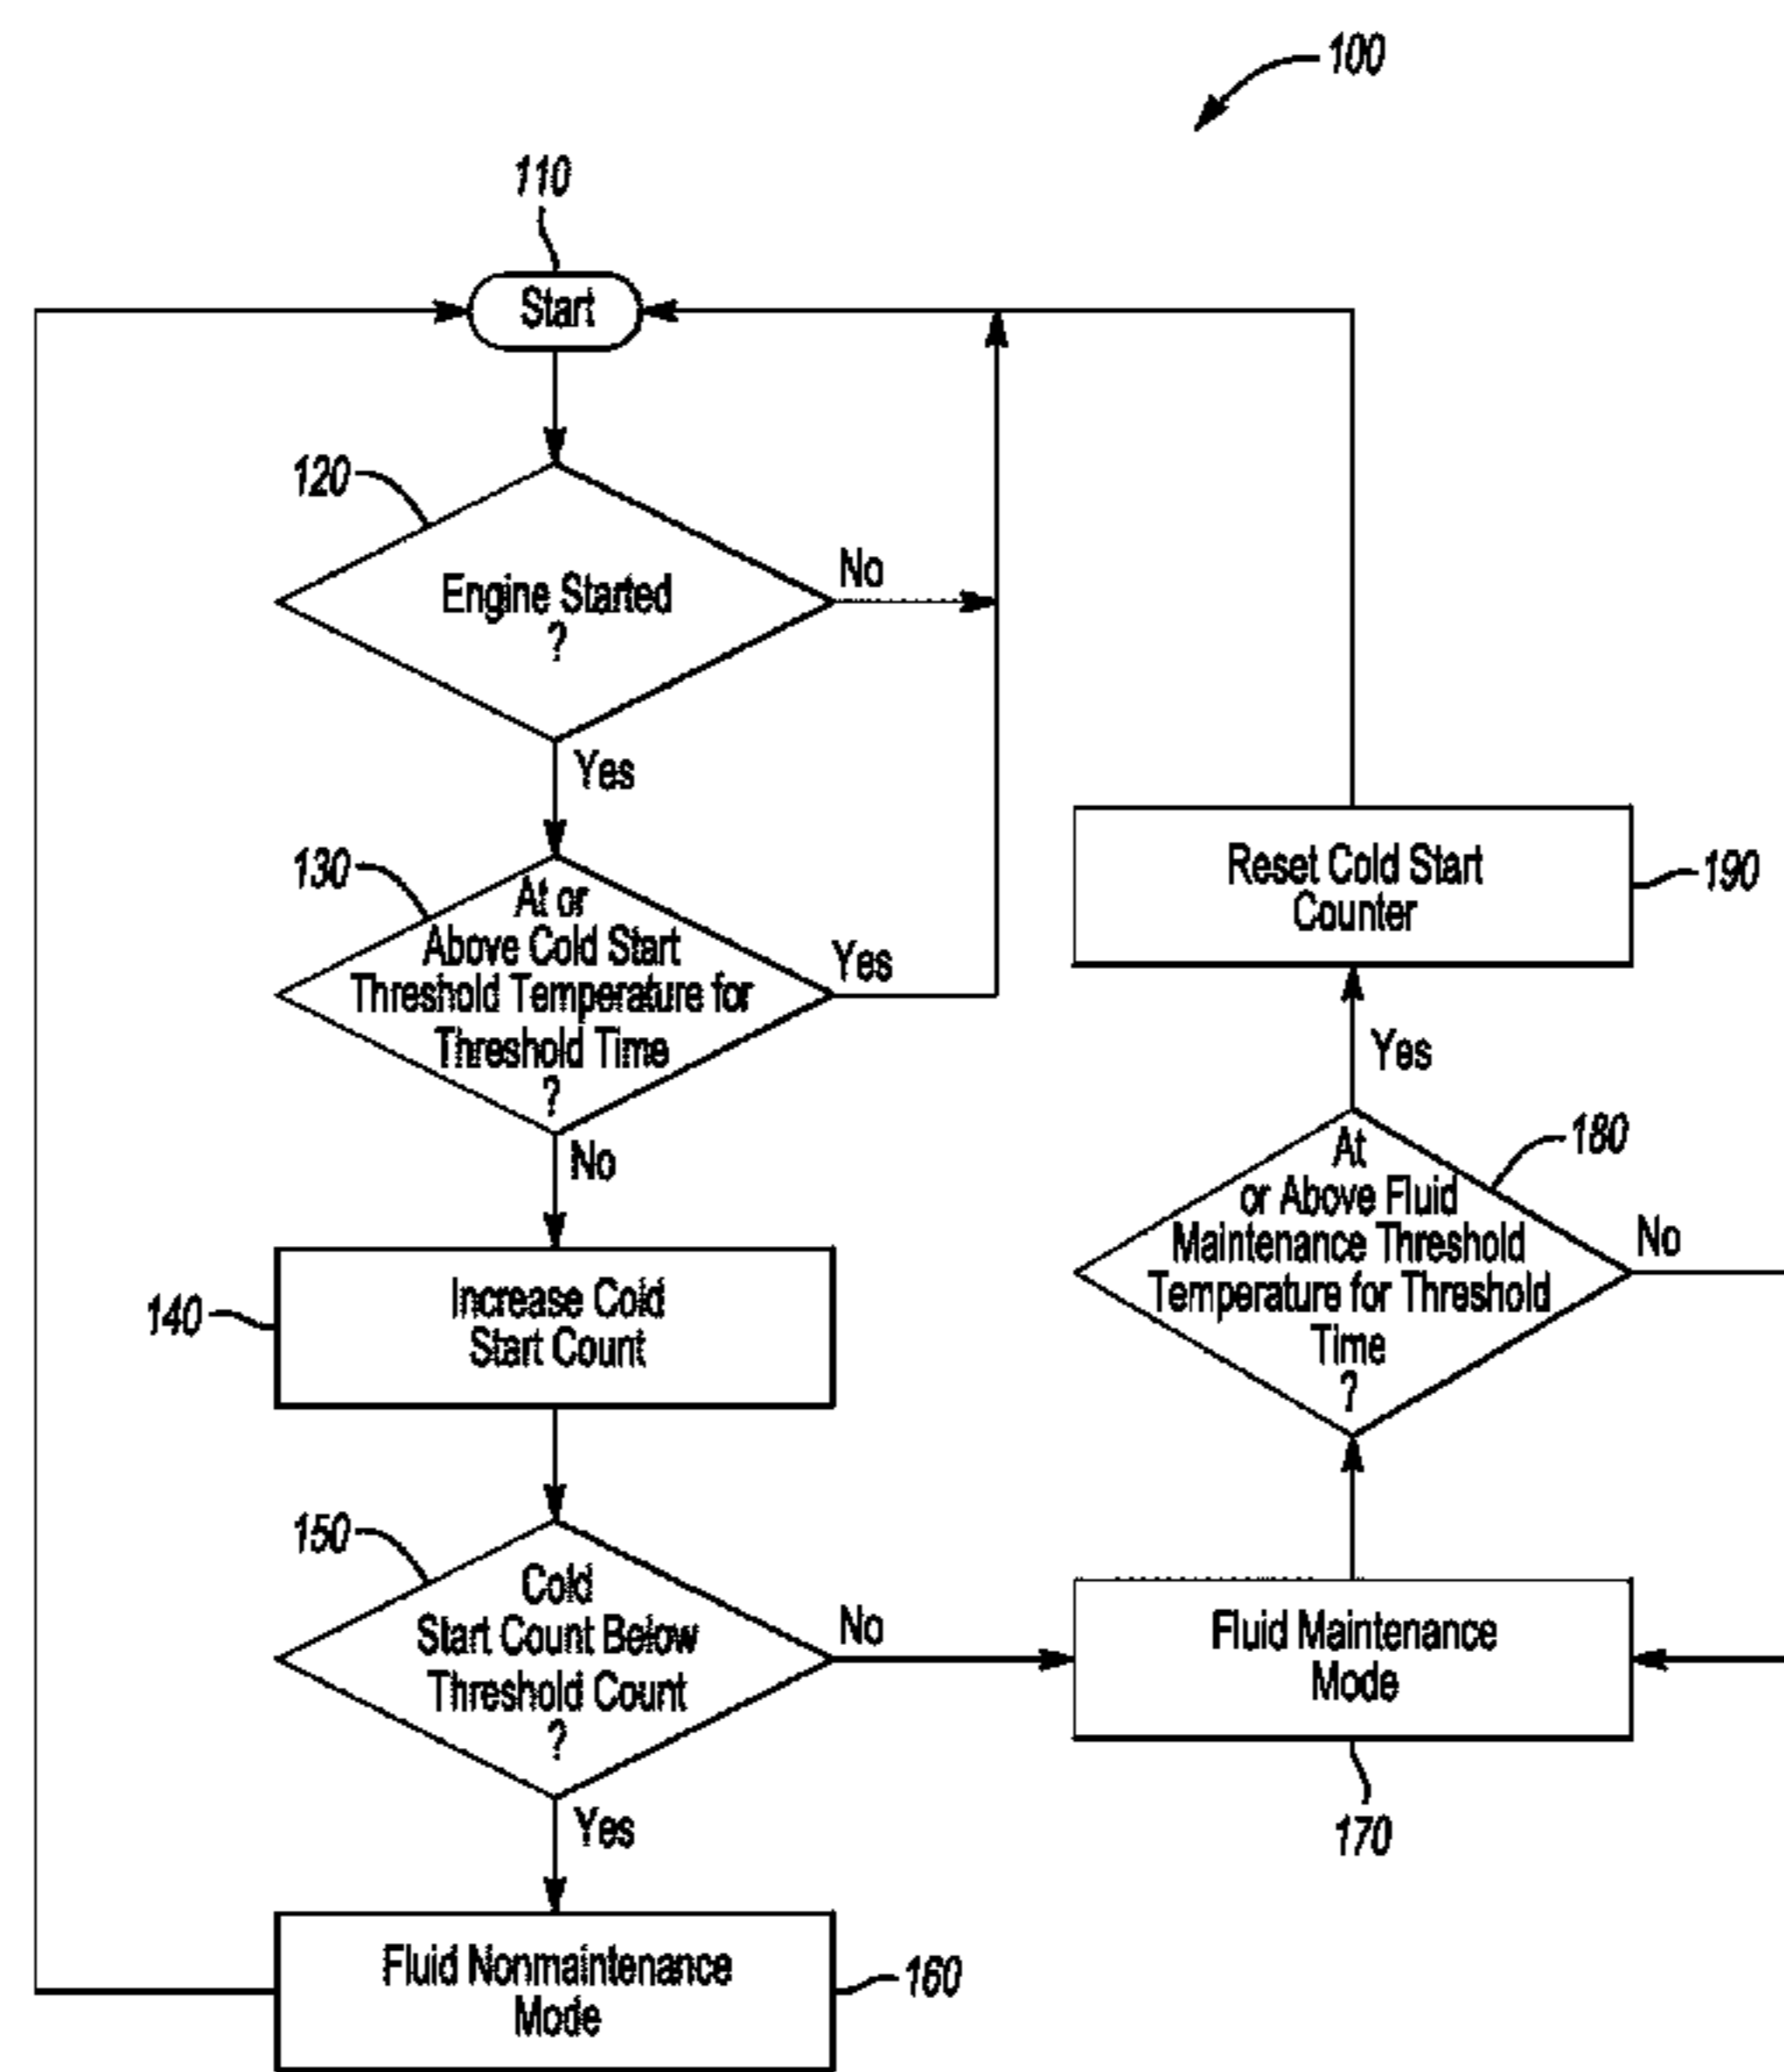 100
110
Start
120
Engine Started
?
No
Yes
130
At or
Above Cold Start
Threshold Temperature for
Threshold Time
?
Yes
No
140
Increase Cold
Start Count
150
Cold
Start Count Below
Threshold Count
?
No
Yes
Fluid Nonmaintenance
Mode
160
Reset Cold Start
Counter
190
Yes
180
At
or Above Fluid
Maintenance Threshold
Temperature for Threshold
Time
?
No
Fluid Maintenance
Mode
170